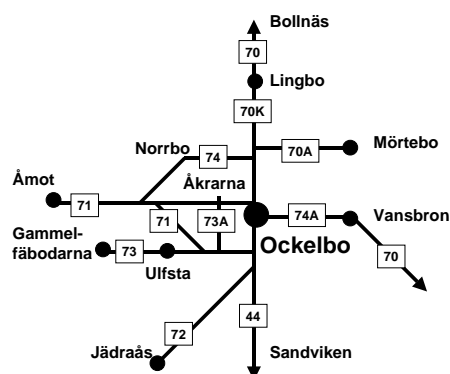 Bollnäs
70
Lingbo
70K
Norrbo
74
70A
Mörtebo
Åkrarna
Åmot
71
71
73A
74A
Vansbron
Gammel-
fäbodarna
73
Ulfsta
Ockelbo
70
72
44
Jädraås
Sandviken